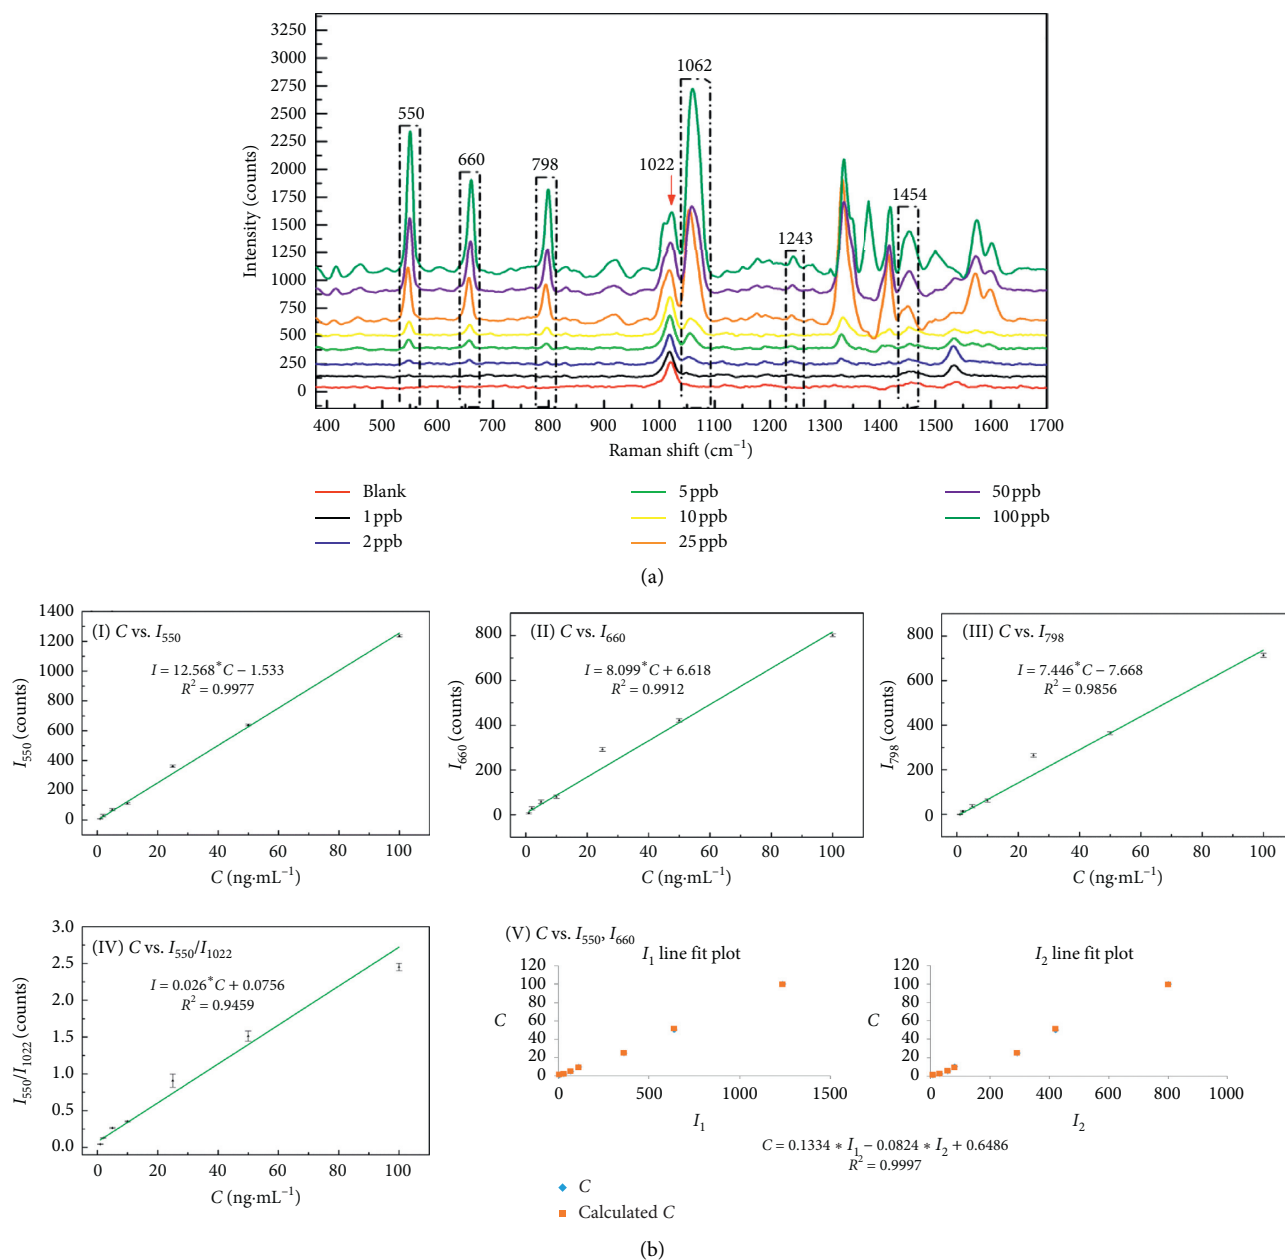 3250
3000
2750
2500
2250
2000
1750
1500
1250
1000
750
500
250
0
Intensity (counts)
550
660
798
1022
1062
1243
1454
400 500 600 700 800 900 1000 1100 1200 1300 1400 1500 1600 1700
Raman shift (cm⁻¹)
Blank
1 ppb
2 ppb
5 ppb
10 ppb
25 ppb
50 ppb
100 ppb
(a)
(I) C vs. I₅₅₀
I = 12.568*C − 1.533
R² = 0.9977
1400
1200
1000
800
600
400
200
0
I₅₅₀ (counts)
0 20 40 60 80 100
C (ng·mL⁻¹)
(II) C vs. I₆₆₀
I = 8.099*C + 6.618
R² = 0.9912
800
600
400
200
0
I₆₆₀ (counts)
0 20 40 60 80 100
C (ng·mL⁻¹)
(III) C vs. I₇₉₈
I = 7.446*C − 7.668
R² = 0.9856
800
600
400
200
0
I₇₉₈ (counts)
0 20 40 60 80 100
C (ng·mL⁻¹)
(IV) C vs. I₅₅₀/I₁₀₂₂
I = 0.026*C + 0.0756
R² = 0.9459
3.0
2.5
2.0
1.5
1.0
0.5
0.0
I₅₅₀/I₁₀₂₂ (counts)
0 20 40 60 80 100
C (ng·mL⁻¹)
(V) C vs. I₅₅₀, I₆₆₀
I₁ line fit plot
120
100
80
60
40
20
0
C
0 500 1000 1500
I₁
I₂ line fit plot
120
100
80
60
40
20
0
C
0 200 400 600 800 1000
I₂
C = 0.1334 * I₁ − 0.0824 * I₂ + 0.6486
R² = 0.9997
C
Calculated C
(b)